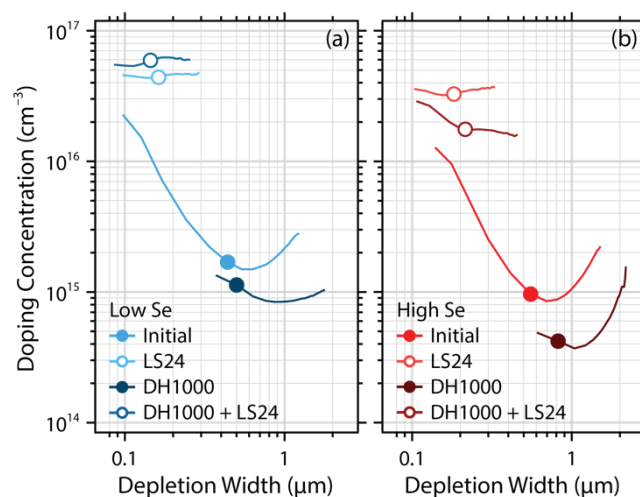 Doping Concentration (cm⁻³)
10¹⁷
10¹⁶
10¹⁵
10¹⁴
(a)
Low Se
Initial
LS24
DH1000
DH1000 + LS24
0.1
1
Depletion Width (μm)
(b)
High Se
Initial
LS24
DH1000
DH1000 + LS24
0.1
1
Depletion Width (μm)